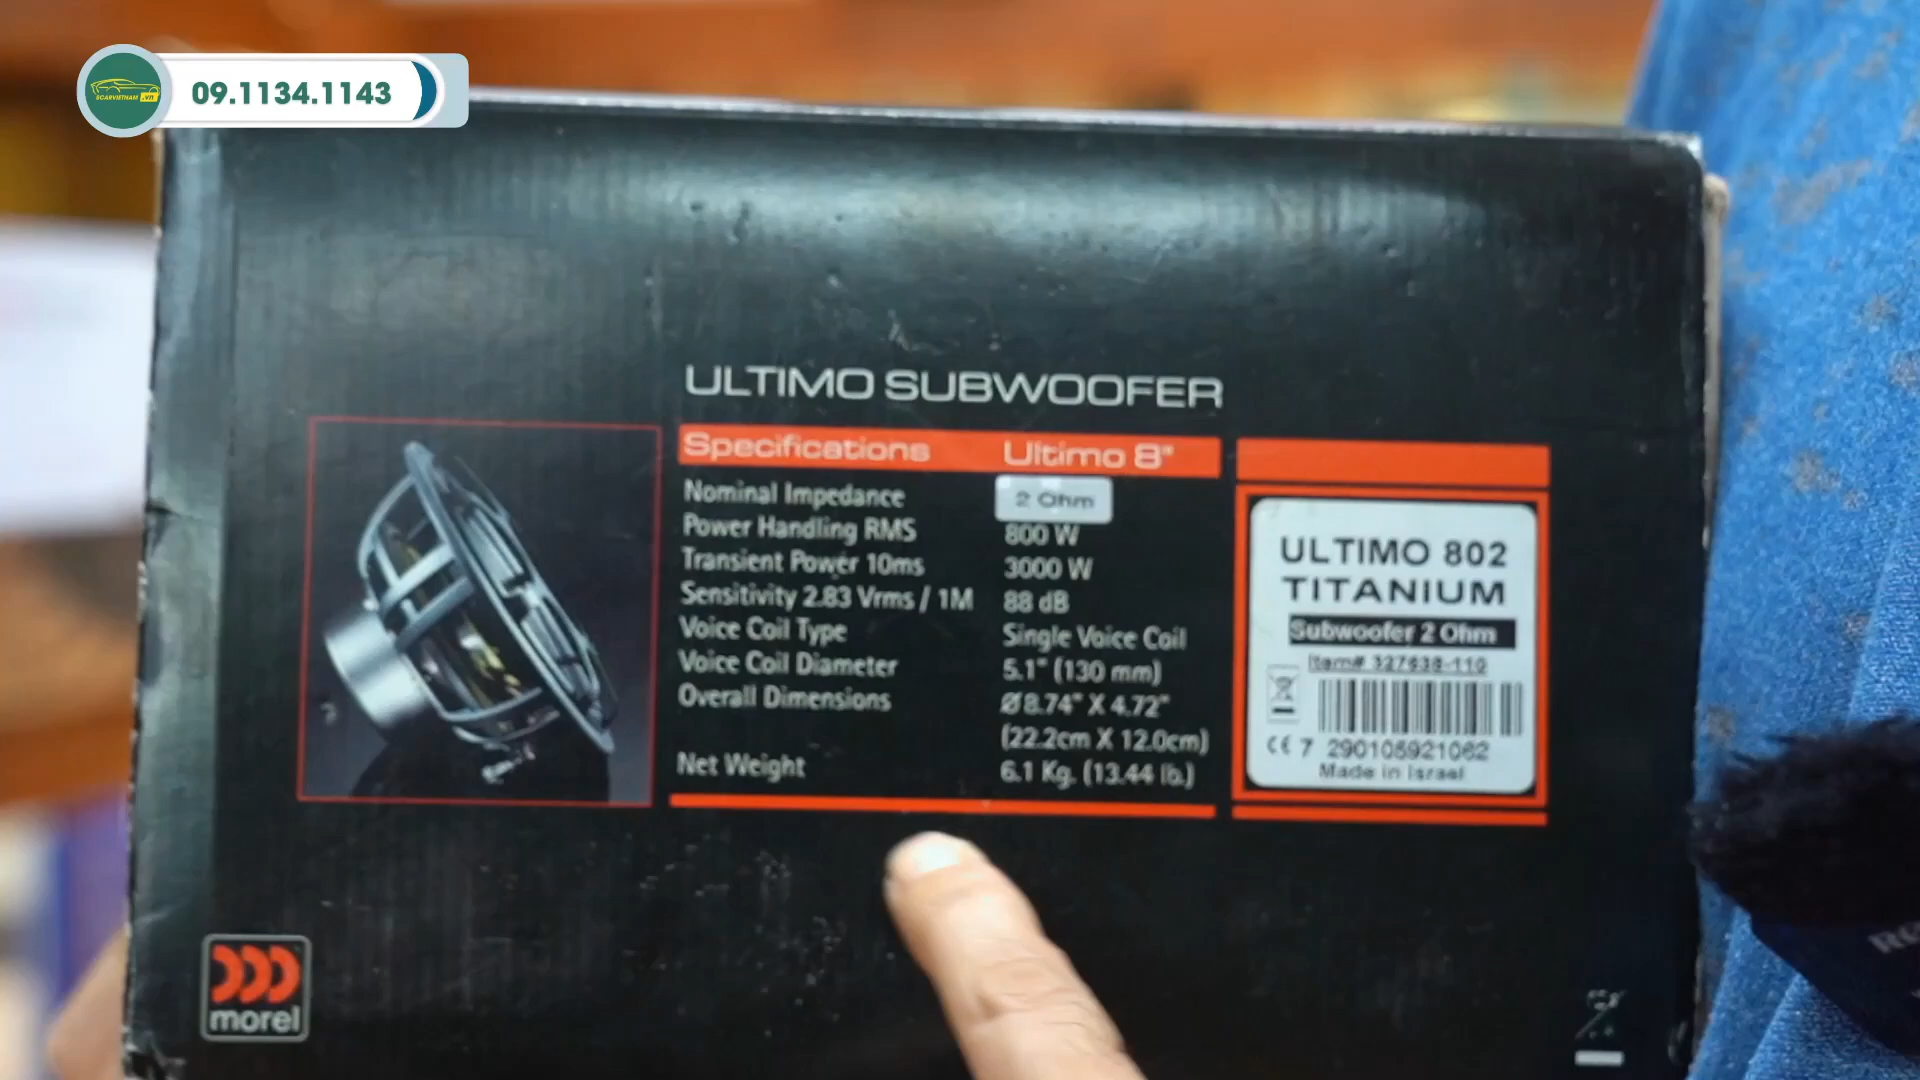 SCARVIETNAM .VN
09.1134.1143
ULTIMO SUBWOOFER
Specifications Ultimo 8"
Nominal Impedance 2 Ohm
Power Handling RMS 800 W
Transient Power 10ms 3000 W
Sensitivity 2.83 Vrms / 1M 88 dB
Voice Coil Type Single Voice Coil
Voice Coil Diameter 5.1" (130 mm)
Overall Dimensions Ø8.74" X 4.72"
(22.2cm X 12.0cm)
Net Weight 6.1 Kg. (13.44 lb.)
ULTIMO 802
TITANIUM
Subwoofer 2 Ohm
Item# 327638-110
CE 7 290105921062
Made in Israel
morel